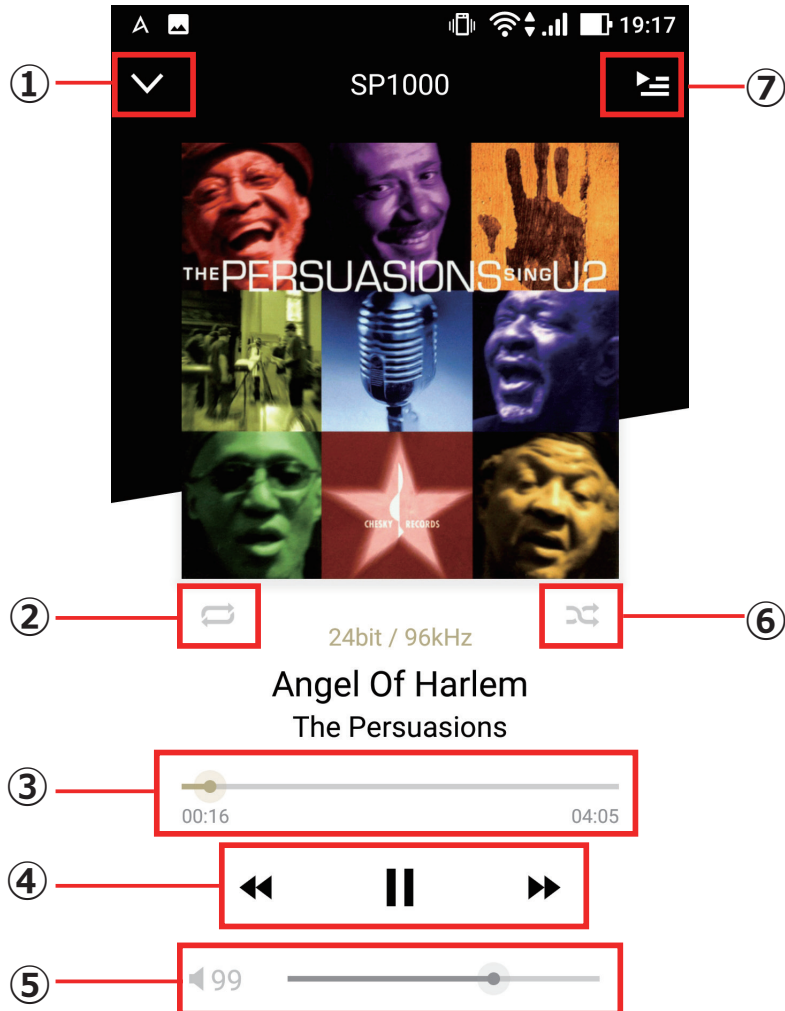 19:17
① SP1000 ⑦
THE PERSUASIONS SING U2
CHESKY RECORDS
② ⑥
24bit / 96kHz
Angel Of Harlem
The Persuasions
③
00:16 04:05
④
⑤ 99